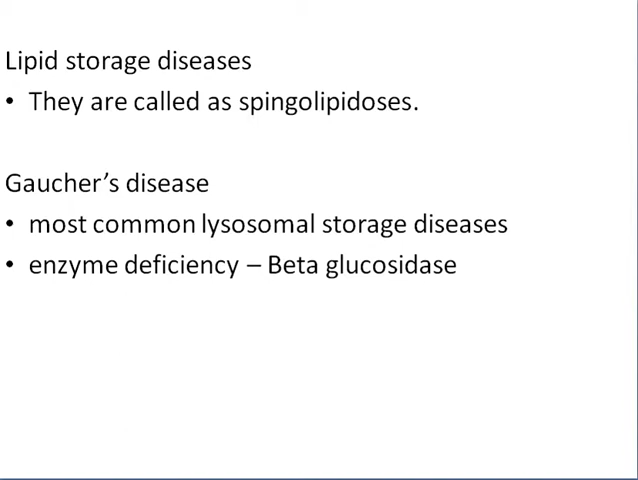 Lipid storage diseases
• They are called as spingolipidoses.
Gaucher’s disease
• most common lysosomal storage diseases
• enzyme deficiency – Beta glucosidase